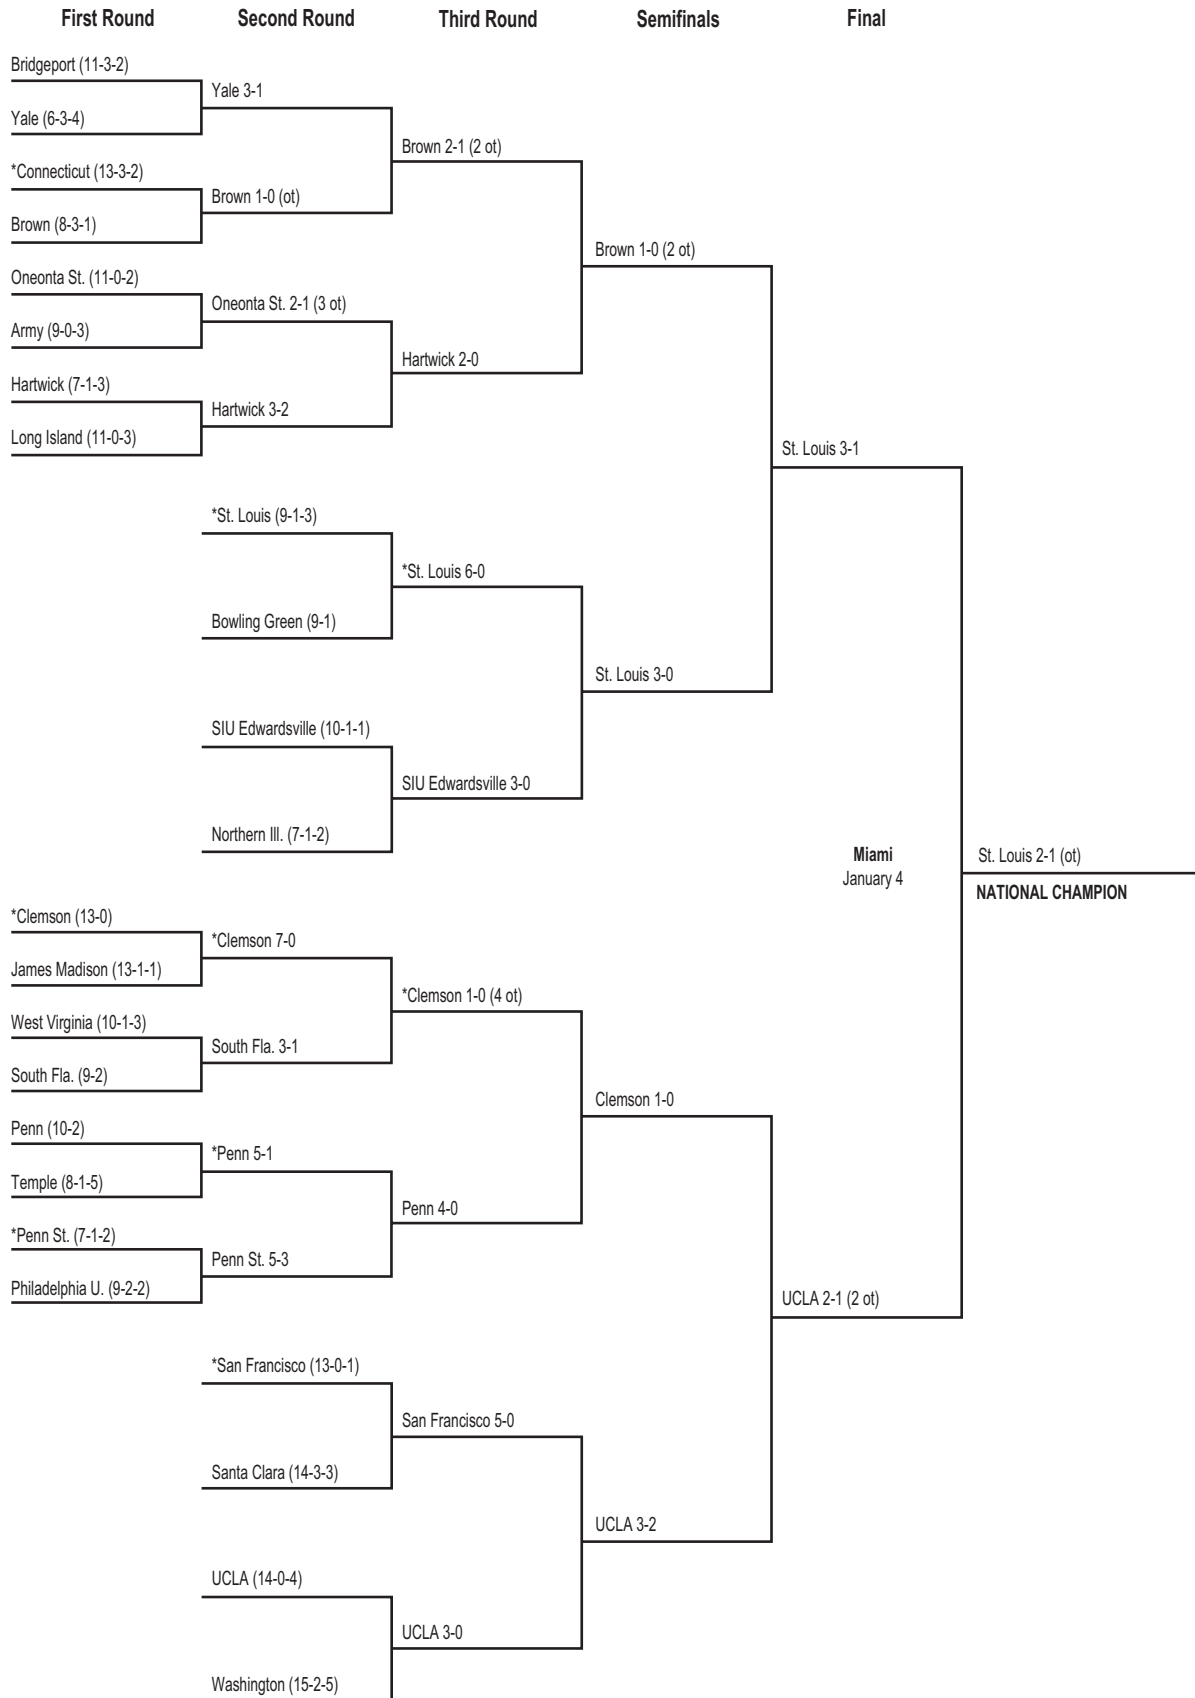 First Round
Second Round
Third Round
Semifinals
Final
Bridgeport (11-3-2)
Yale (6-3-4)
*Connecticut (13-3-2)
Brown (8-3-1)
Oneonta St. (11-0-2)
Army (9-0-3)
Hartwick (7-1-3)
Long Island (11-0-3)
Yale 3-1
Brown 1-0 (ot)
Oneonta St. 2-1 (3 ot)
Hartwick 3-2
*St. Louis (9-1-3)
Bowling Green (9-1)
SIU Edwardsville (10-1-1)
Northern Ill. (7-1-2)
Brown 2-1 (2 ot)
Hartwick 2-0
*St. Louis 6-0
SIU Edwardsville 3-0
Brown 1-0 (2 ot)
St. Louis 3-0
St. Louis 3-1
*Clemson (13-0)
James Madison (13-1-1)
West Virginia (10-1-3)
South Fla. (9-2)
Penn (10-2)
Temple (8-1-5)
*Penn St. (7-1-2)
Philadelphia U. (9-2-2)
*Clemson 7-0
South Fla. 3-1
*Penn 5-1
Penn St. 5-3
*San Francisco (13-0-1)
Santa Clara (14-3-3)
UCLA (14-0-4)
Washington (15-2-5)
*Clemson 1-0 (4 ot)
Penn 4-0
San Francisco 5-0
UCLA 3-0
Clemson 1-0
UCLA 3-2
UCLA 2-1 (2 ot)
Miami
January 4
St. Louis 2-1 (ot)
NATIONAL CHAMPION